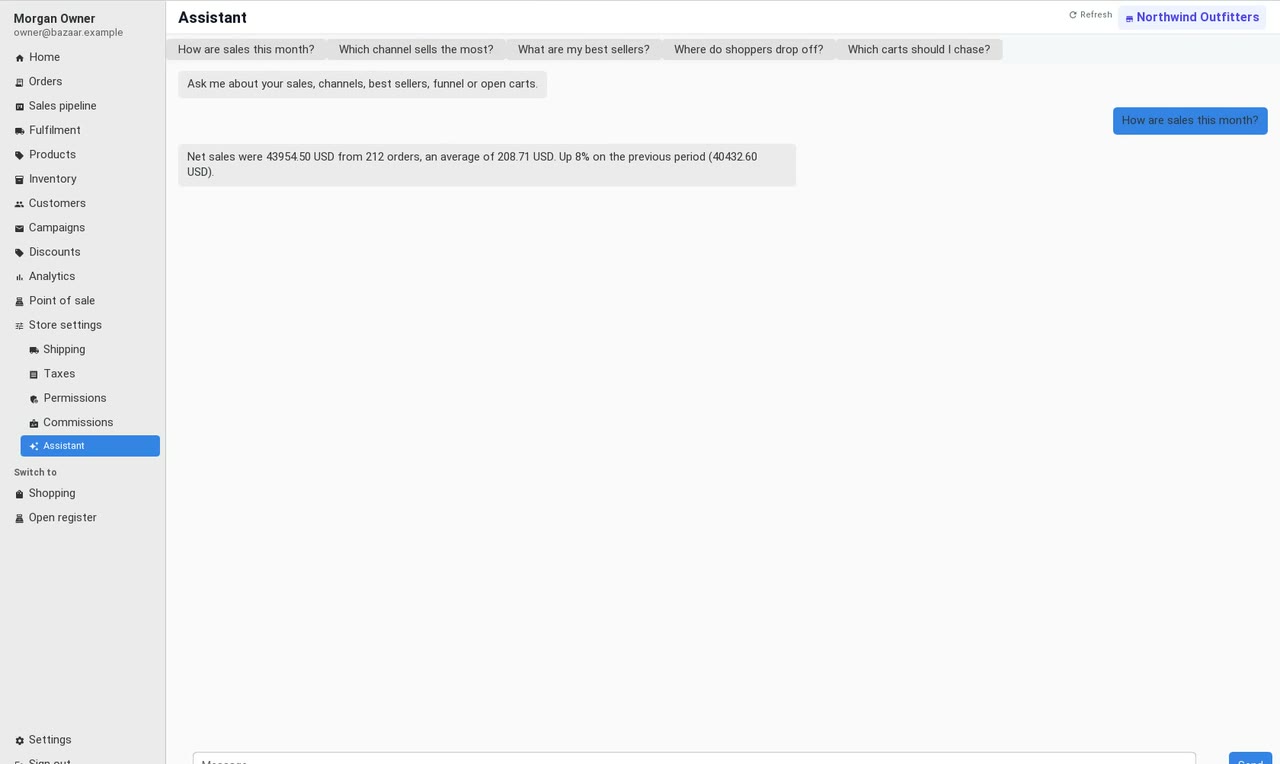 Morgan Owner
owner@bazaar.example
Home
Orders
Sales pipeline
Fulfilment
Products
Inventory
Customers
Campaigns
Discounts
Analytics
Point of sale
Store settings
Shipping
Taxes
Permissions
Commissions
Assistant
Switch to
Shopping
Open register
Settings
Sign out
Assistant
Refresh
Northwind Outfitters
How are sales this month?
Which channel sells the most?
What are my best sellers?
Where do shoppers drop off?
Which carts should I chase?
Ask me about your sales, channels, best sellers, funnel or open carts.
How are sales this month?
Net sales were 43954.50 USD from 212 orders, an average of 208.71 USD. Up 8% on the previous period (40432.60
USD).
Message
Send